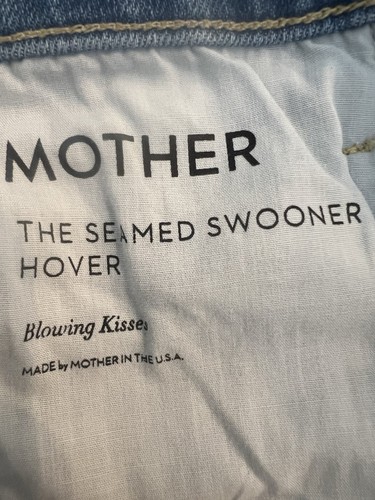 MOTHER
THE SEAMED SWOONER
HOVER
Blowing Kisses
MADE by MOTHER IN THE U.S.A.